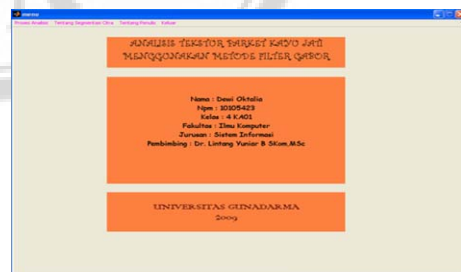 menu
Proses Analisis Tentang Segmentasi Citra Tentang Penulis Keluar
ANALISIS TEKSTUR PARKET KAYU JATI
MENGGUNAKAN METODE FILTER GABOR
Nama : Dewi Oktalia
Npm : 10105423
Kelas : 4 KA01
Fakultas : Ilmu Komputer
Jurusan : Sistem Informasi
Pembimbing : Dr. Lintang Yuniar B SKom,MSc
UNIVERSITAS GUNADARMA
2009